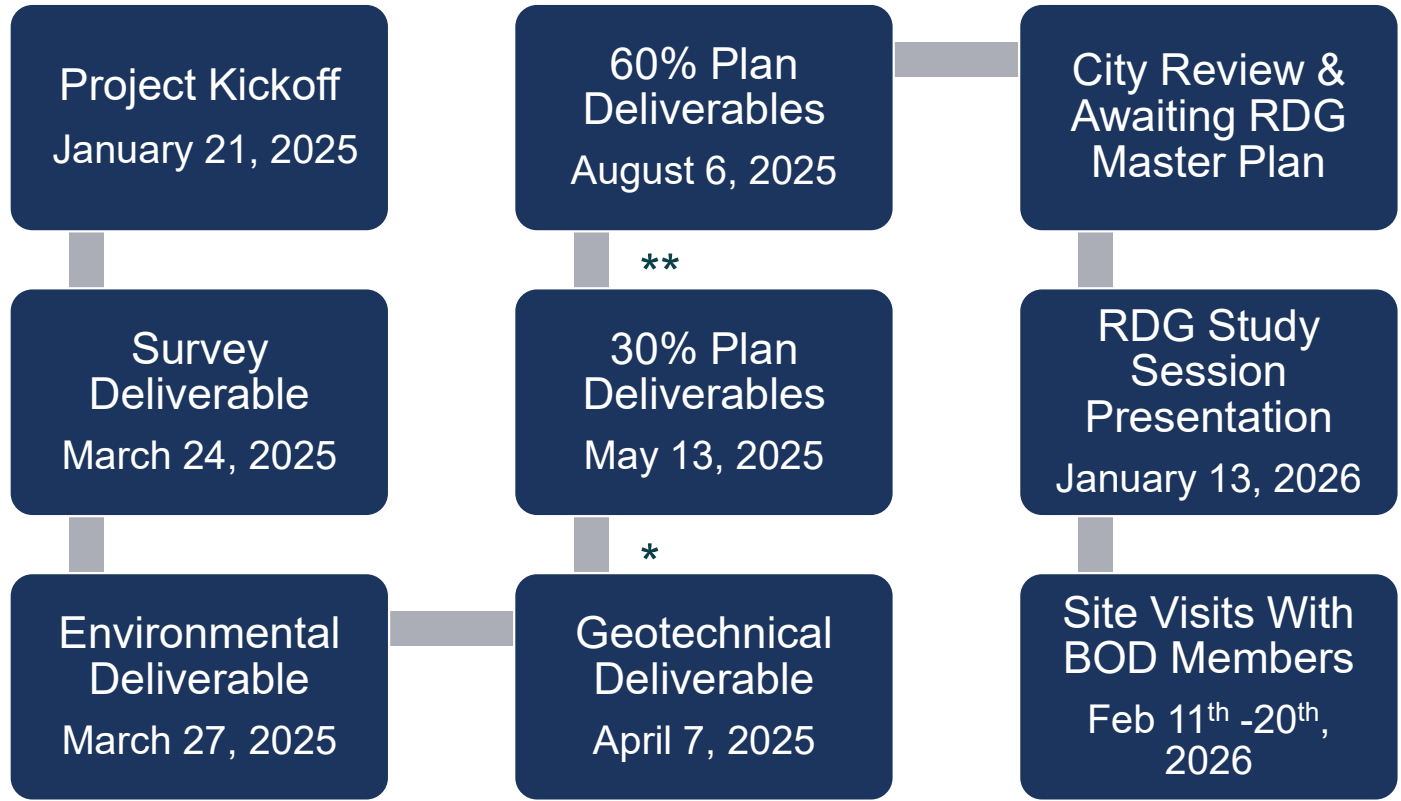 Project Kickoff
January 21, 2025
Survey
Deliverable
March 24, 2025
Environmental
Deliverable
March 27, 2025
Geotechnical
Deliverable
April 7, 2025
*
30% Plan
Deliverables
May 13, 2025
**
60% Plan
Deliverables
August 6, 2025
City Review &
Awaiting RDG
Master Plan
RDG Study
Session
Presentation
January 13, 2026
Site Visits With
BOD Members
Feb 11th -20th,
2026